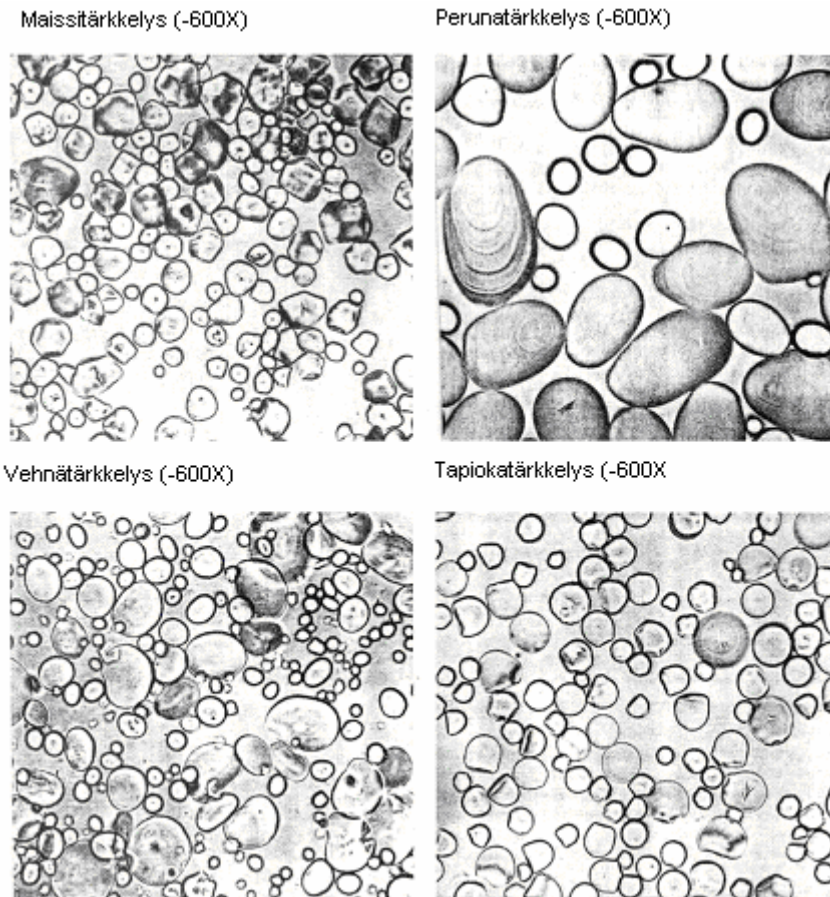 Maissitärkkelys (-600X)
Perunatärkkelys (-600X)
Vehnätärkkelys (-600X)
Tapiokatärkkelys (-600X